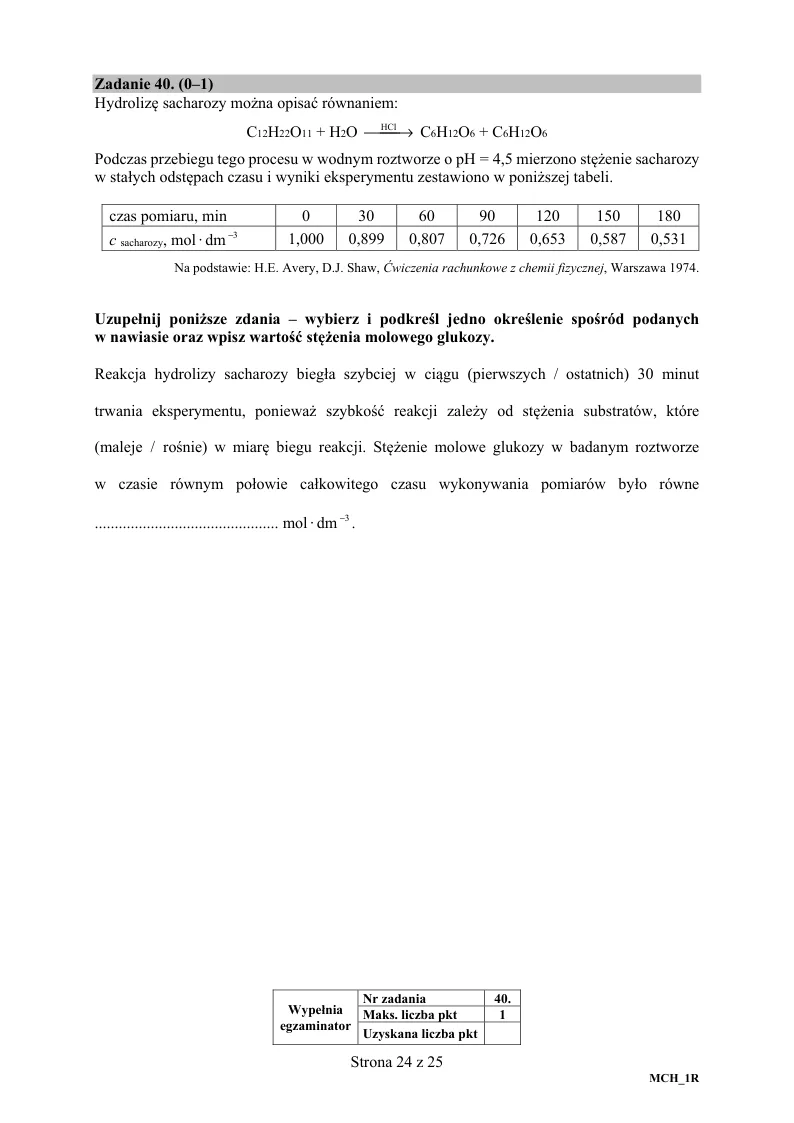 Zadanie 40. (0–1)
Hydrolizę sacharozy można opisać równaniem:
C12H22O11 + H2O —HCl→ C6H12O6 + C6H12O6
Podczas przebiegu tego procesu w wodnym roztworze o pH = 4,5 mierzono stężenie sacharozy
w stałych odstępach czasu i wyniki eksperymentu zestawiono w poniższej tabeli.
czas pomiaru, min 0 30 60 90 120 150 180
c sacharozy, mol · dm −3 1,000 0,899 0,807 0,726 0,653 0,587 0,531
Na podstawie: H.E. Avery, D.J. Shaw, Ćwiczenia rachunkowe z chemii fizycznej, Warszawa 1974.
Uzupełnij poniższe zdania – wybierz i podkreśl jedno określenie spośród podanych
w nawiasie oraz wpisz wartość stężenia molowego glukozy.
Reakcja hydrolizy sacharozy biegła szybciej w ciągu (pierwszych / ostatnich) 30 minut
trwania eksperymentu, ponieważ szybkość reakcji zależy od stężenia substratów, które
(maleje / rośnie) w miarę biegu reakcji. Stężenie molowe glukozy w badanym roztworze
w czasie równym połowie całkowitego czasu wykonywania pomiarów było równe
.............................................. mol · dm −3 .
Wypełnia egzaminator
Nr zadania 40.
Maks. liczba pkt 1
Uzyskana liczba pkt
Strona 24 z 25
MCH_1R